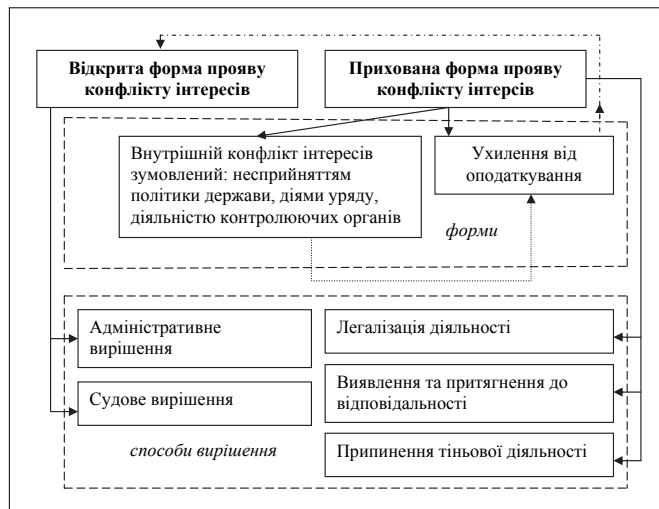 Відкрита форма прояву
конфлікту інтересів
Прихована форма прояву
конфлікту інтерсів
Внутрішній конфлікт інтересів
зумовлений: несприйняттям
політики держави, діями уряду,
діяльністю контролюючих органів
Ухилення від
оподаткування
форми
Адміністративне
вирішення
Судове вирішення
способи вирішення
Легалізація діяльності
Виявлення та притягнення до
відповідальності
Припинення тіньової діяльності